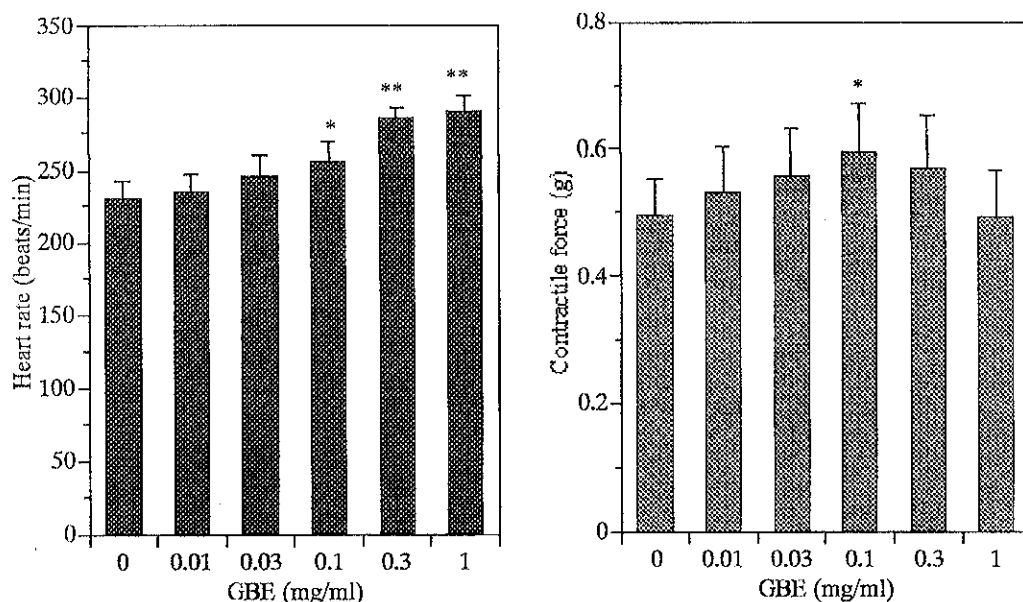 350
300
250
200
150
100
50
0
Heart rate (beats/min)
*
**
**
0 0.01 0.03 0.1 0.3 1
GBE (mg/ml)
0.8
0.6
0.4
0.2
0
Contractile force (g)
*
0 0.01 0.03 0.1 0.3 1
GBE (mg/ml)